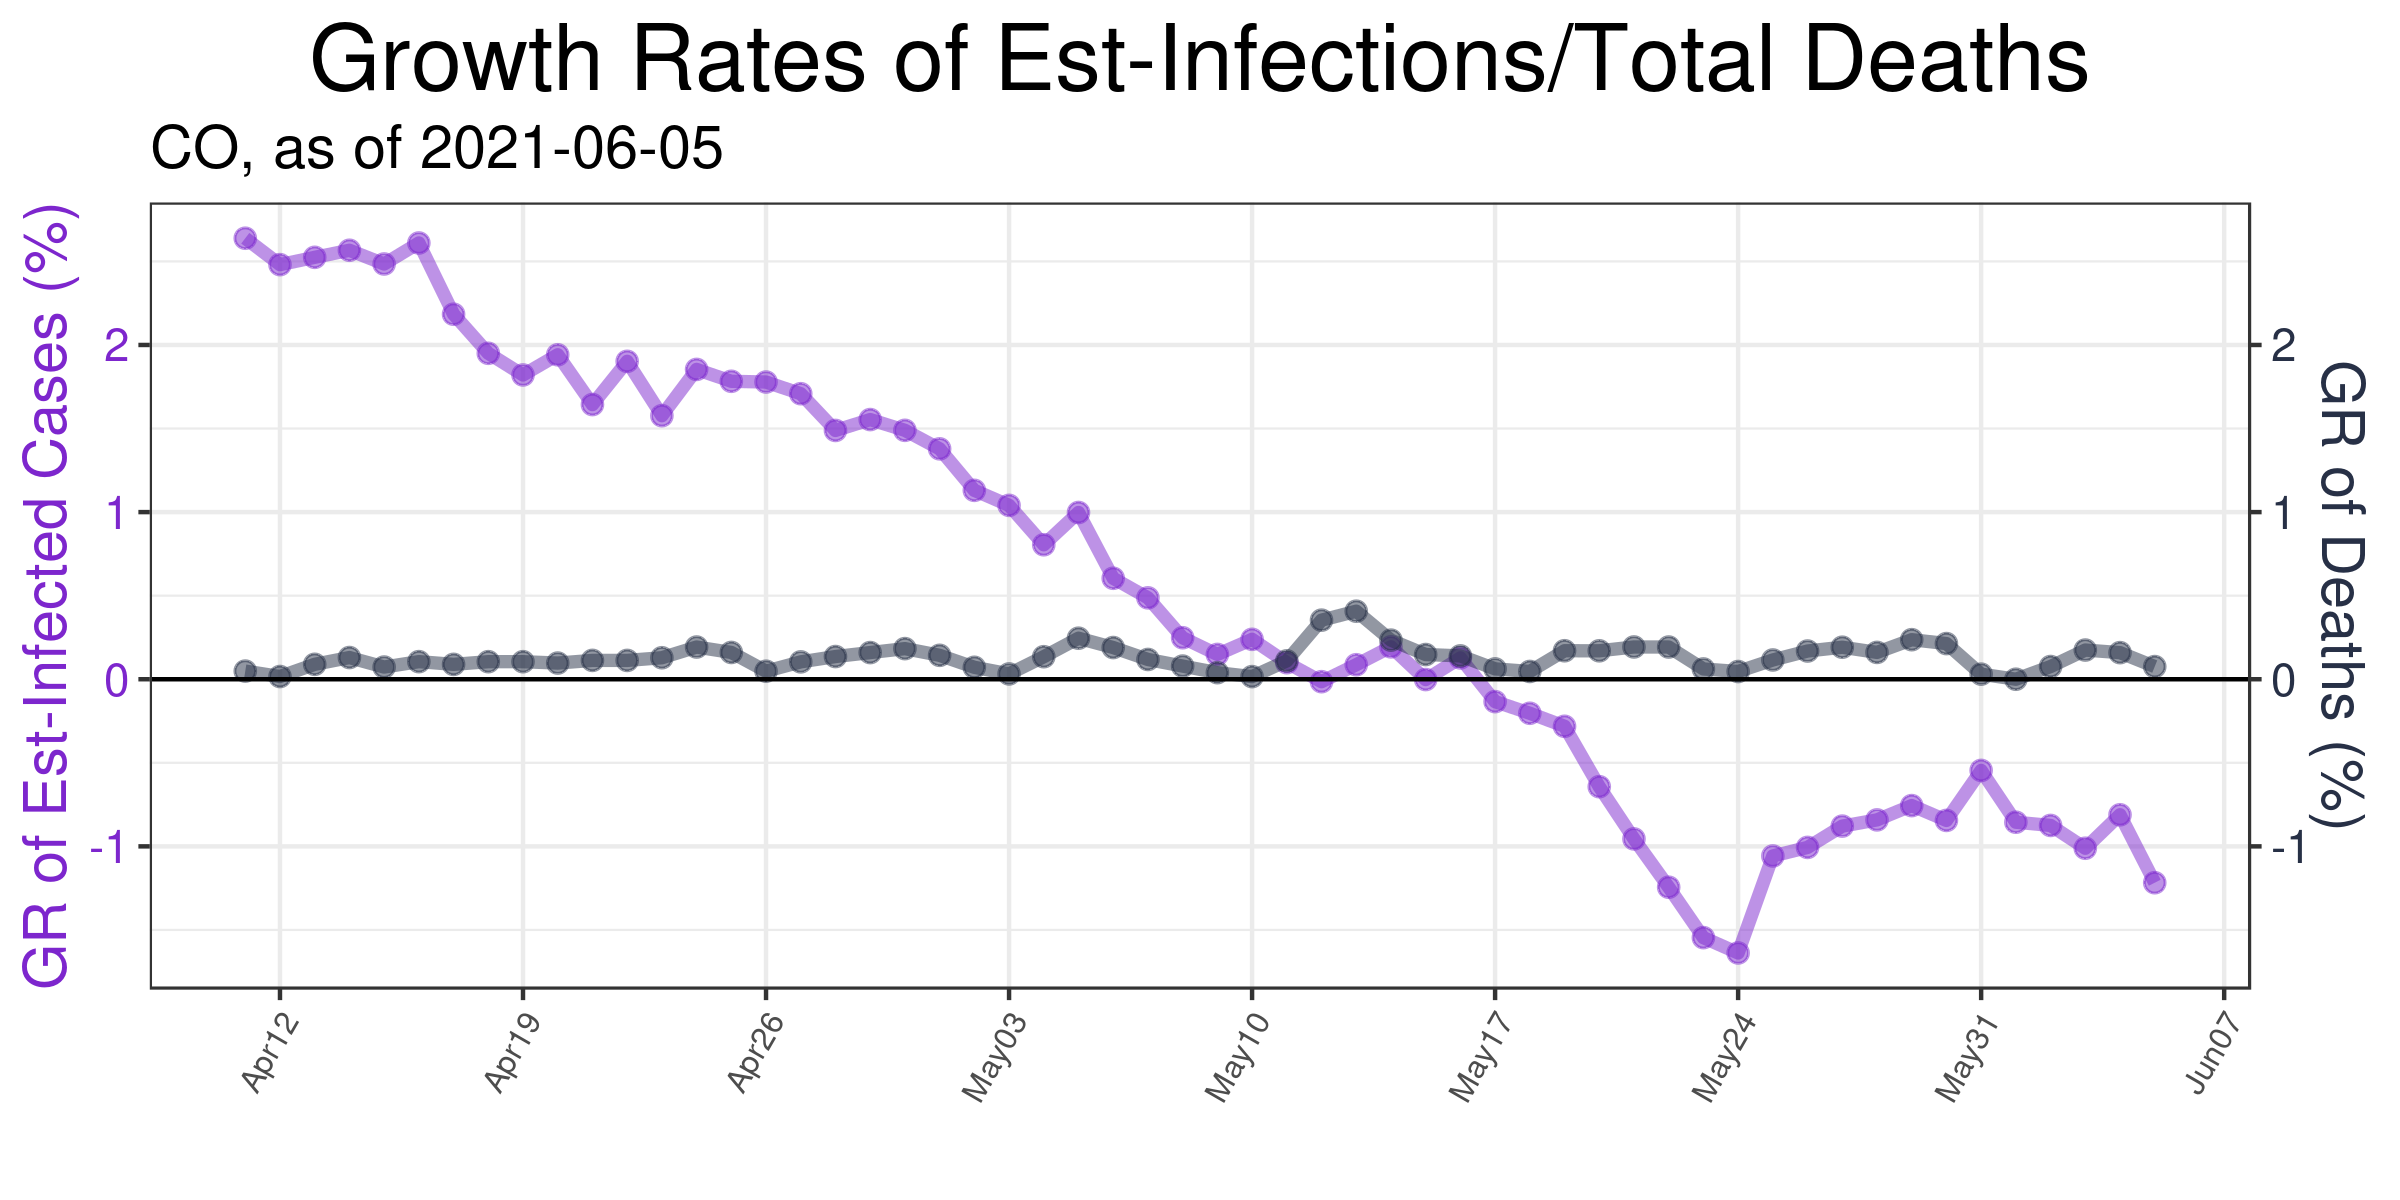 Growth Rates of Est-Infections/Total Deaths
CO, as of 2021-06-05
GR of Est-Infected Cases (%)
2
1
0
-1
2
1
0
-1
GR of Deaths (%)
Apr12
Apr19
Apr26
May03
May10
May17
May24
May31
Jun07